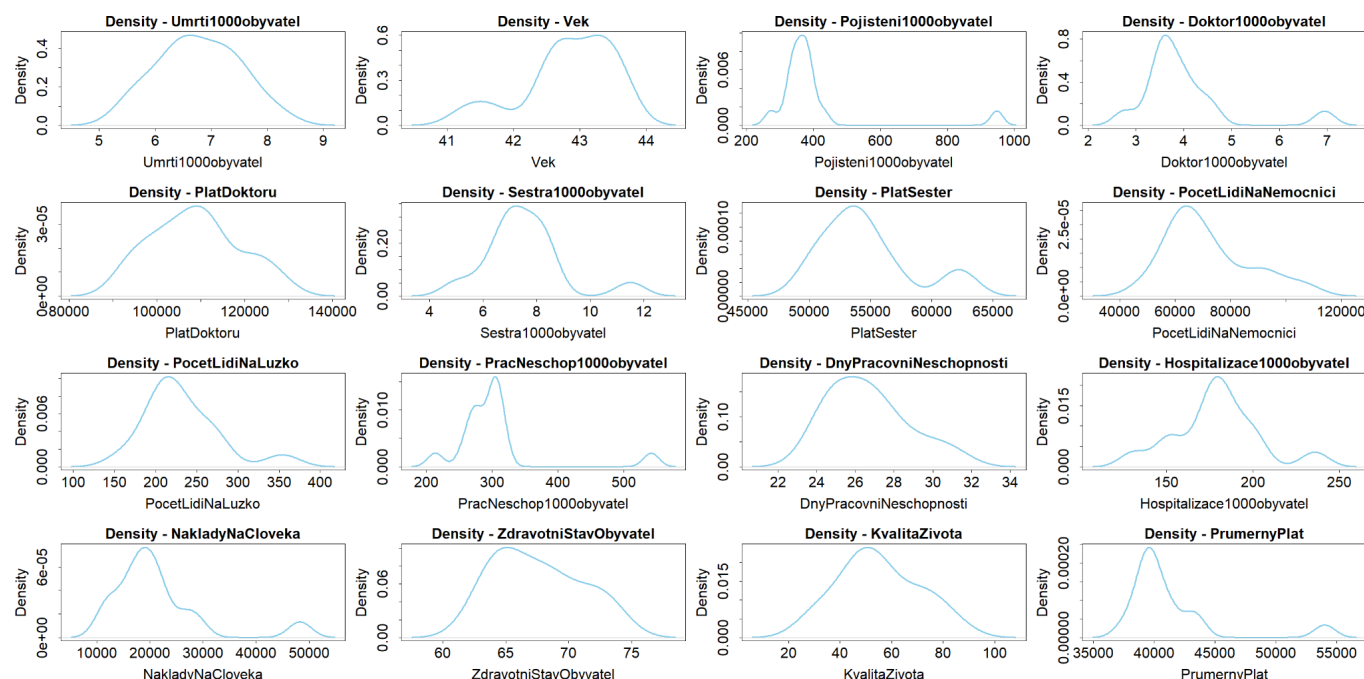 Density - Umrti1000obyvatel
Density
0.0 0.2 0.4
5 6 7 8 9
Umrti1000obyvatel
Density - Vek
Density
0.0 0.2 0.4 0.6
41 42 43 44
Vek
Density - Pojisteni1000obyvatel
Density
0.000 0.006
200 400 600 800 1000
Pojisteni1000obyvatel
Density - Doktor1000obyvatel
Density
0.0 0.4 0.8
2 3 4 5 6 7
Doktor1000obyvatel
Density - PlatDoktoru
Density
0e+00 3e-05
80000 100000 120000 140000
PlatDoktoru
Density - Sestra1000obyvatel
Density
0.00 0.20
4 6 8 10 12
Sestra1000obyvatel
Density - PlatSester
Density
0.00000 0.00010
45000 50000 55000 60000 65000
PlatSester
Density - PocetLidiNaNemocnici
Density
0.0e+00 2.5e-05
40000 60000 80000 120000
PocetLidiNaNemocnici
Density - PocetLidiNaLuzko
Density
0.000 0.006
100 150 200 250 300 350 400
PocetLidiNaLuzko
Density - PracNeschop1000obyvatel
Density
0.000 0.010
200 300 400 500
PracNeschop1000obyvatel
Density - DnyPracovniNeschopnosti
Density
0.00 0.10
22 24 26 28 30 32 34
DnyPracovniNeschopnosti
Density - Hospitalizace1000obyvatel
Density
0.000 0.015
150 200 250
Hospitalizace1000obyvatel
Density - NakladyNaCloveka
Density
0e+00 6e-05
10000 20000 30000 40000 50000
NakladyNaCloveka
Density - ZdravotniStavObyvatel
Density
0.00 0.06
60 65 70 75
ZdravotniStavObyvatel
Density - KvalitaZivota
Density
0.000 0.015
20 40 60 80 100
KvalitaZivota
Density - PrumernyPlat
Density
0.00000 0.00020
35000 40000 45000 50000 55000
PrumernyPlat